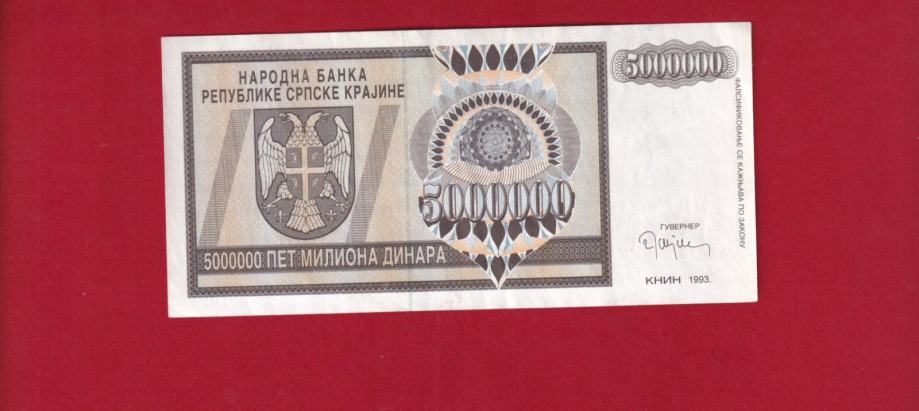 НАРОДНА БАНКА
РЕПУБЛИКЕ СРПСКЕ КРАЈИНЕ
5000000
5000000 ПЕТ МИЛИОНА ДИНАРА
5000000
ФАЛСИФИКОВАЊЕ СЕ КАЖЊАВА ПО ЗАКОНУ
ГУВЕРНЕР
КНИН 1993.